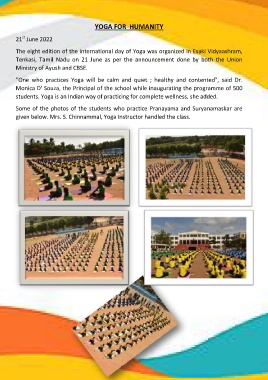 YOGA FOR HUMANITY
21st June 2022
The eight edition of the international day of Yoga was organized in Esaki Vidyashram,
Tenkasi, Tamil Nadu on 21 June as per the announcement done by both the Union
Ministry of Ayush and CBSE.
"One who practices Yoga will be calm and quiet ; healthy and contented", said Dr.
Monica D' Souza, the Principal of the school while inaugurating the programme of 500
students. Yoga is an Indian way of practicing for complete wellness, she added.
Some of the photos of the students who practice Pranayama and Suryanamaskar are
given below. Mrs. S. Chinnammal, Yoga Instructor handled the class.